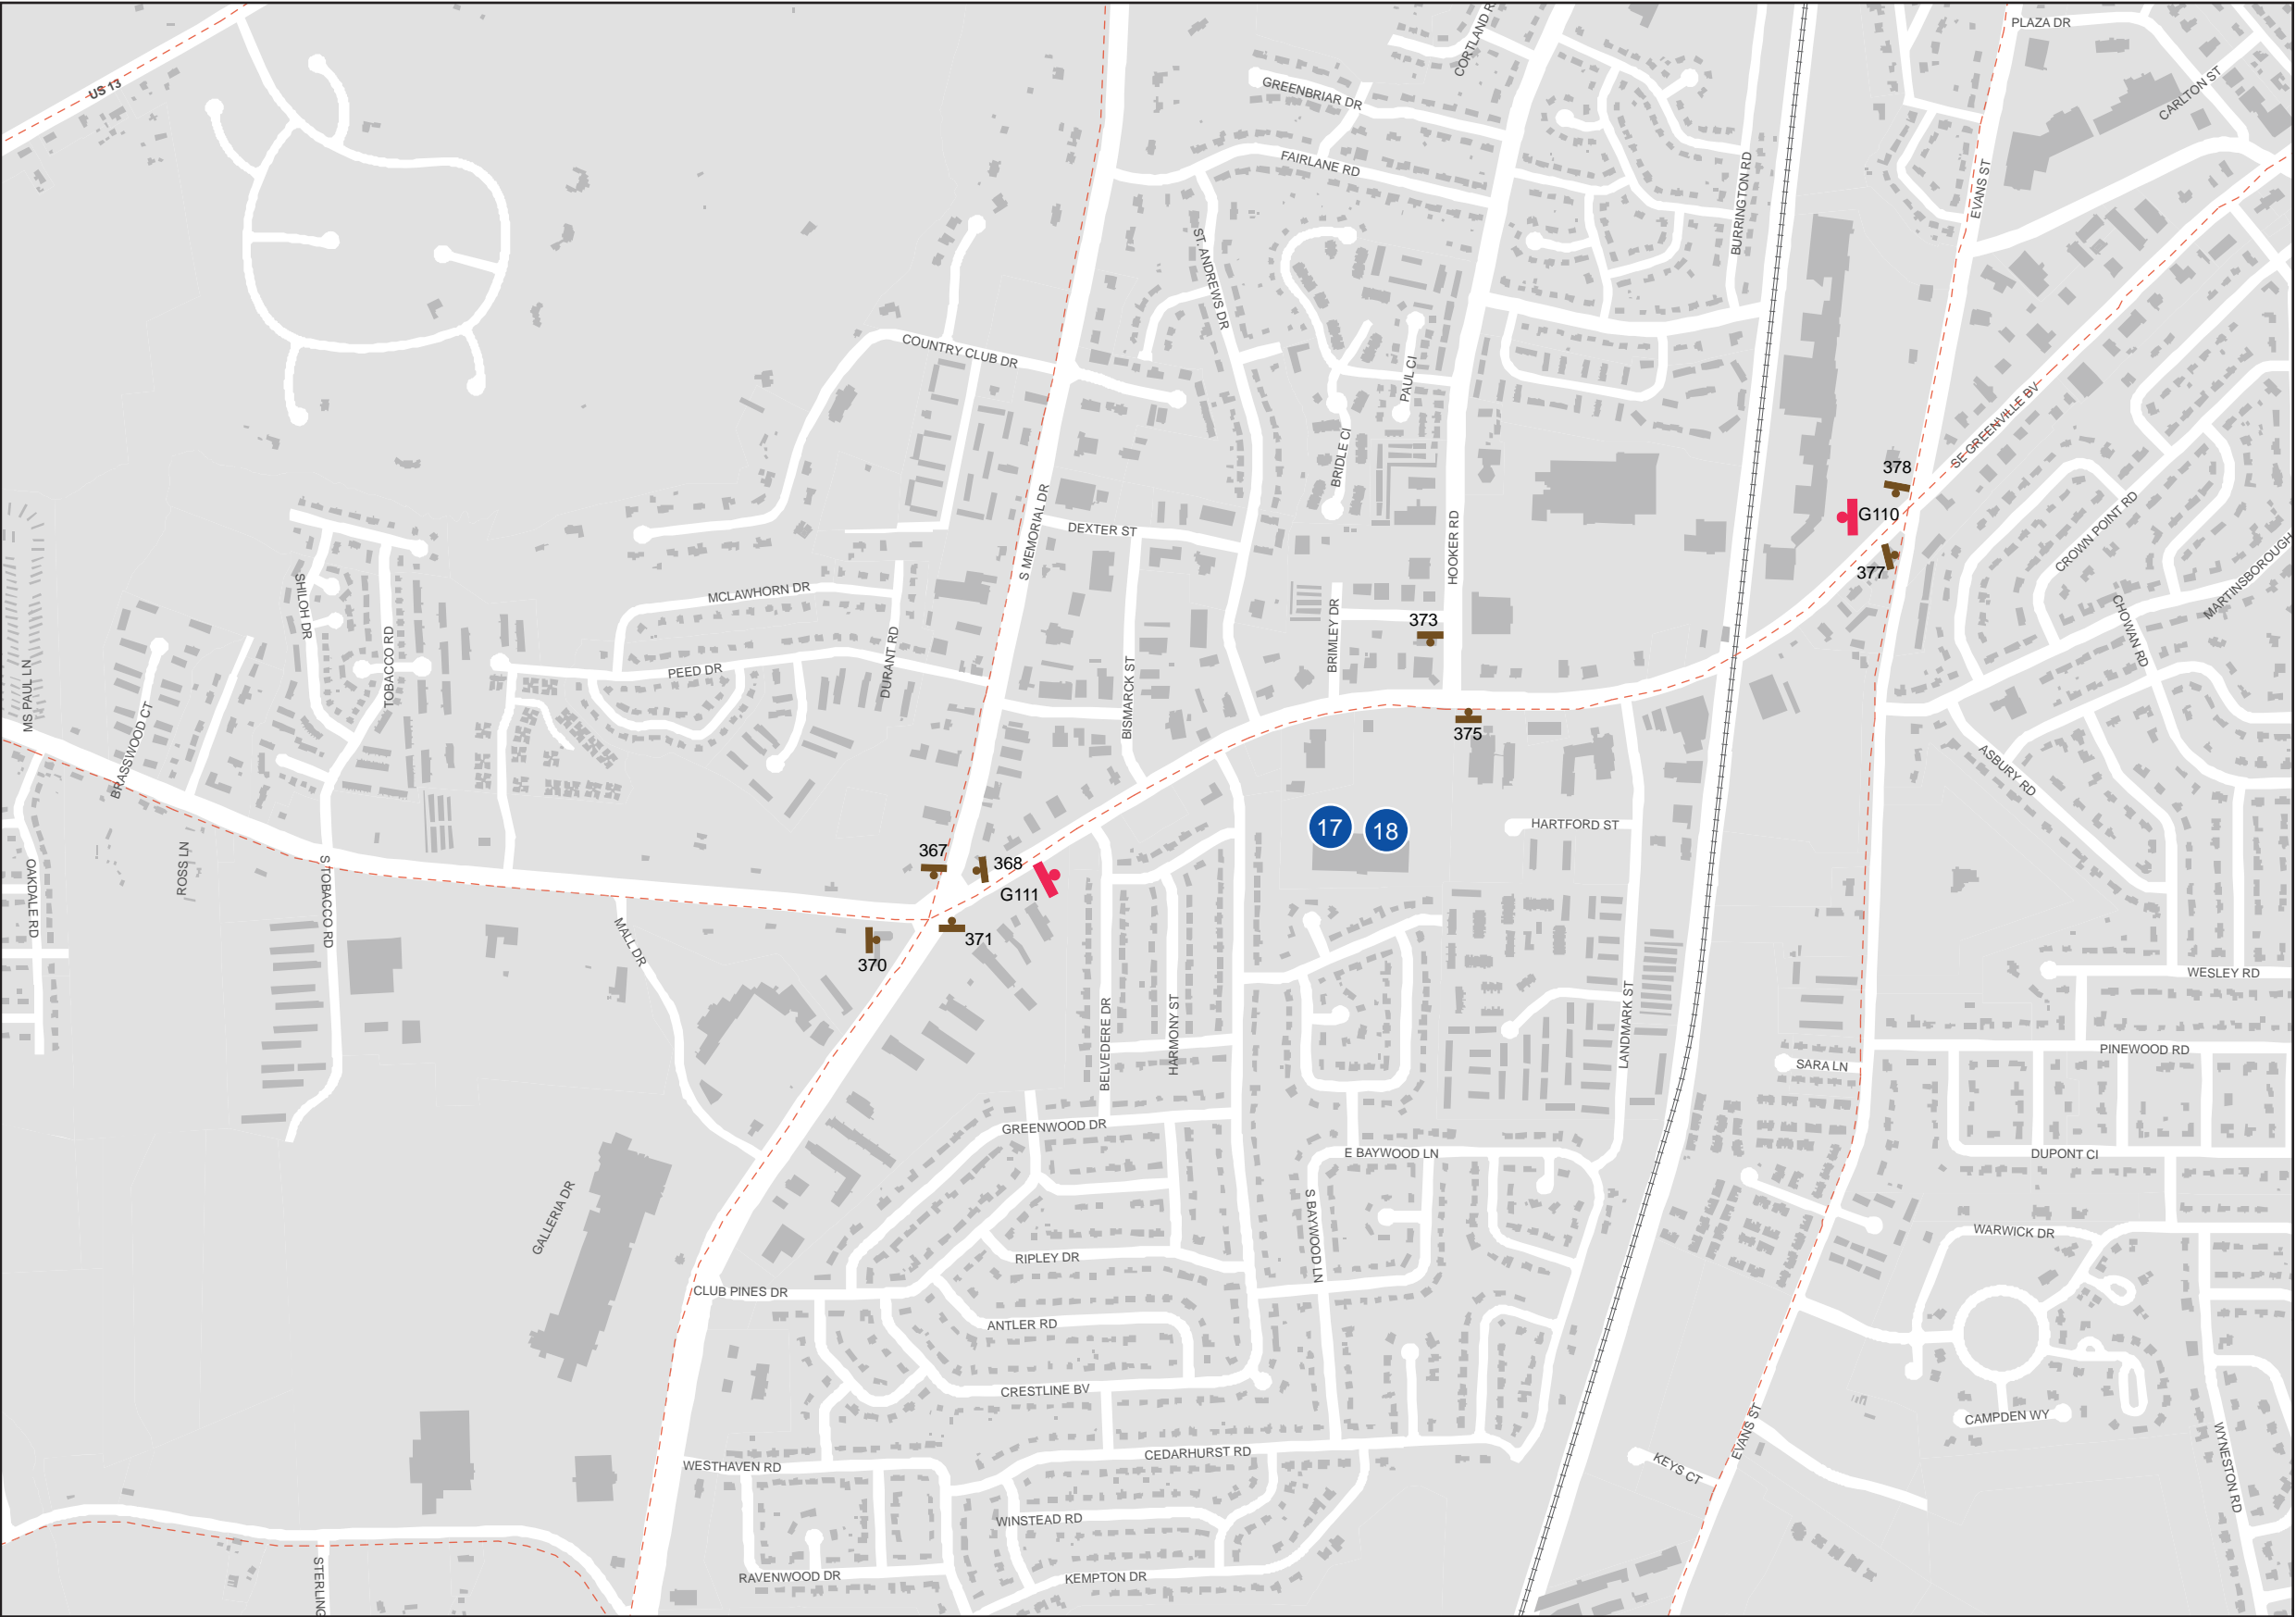 PLAZA DR
CORTLAND R
US 13
GREENBRIAR DR
CARLTON ST
FAIRLANE RD
BURRINGTON RD
EVANS ST
ST. ANDREWS DR
COUNTRY CLUB DR
PAUL CI
SE GREENVILLE BV
BRIDLE CI
378
G110
377
CROWN POINT RD
S MEMORIAL DR
DEXTER ST
HOOKER RD
MARTINSBOROUGH
SHILOH DR
MCLAWHORN DR
373
BRIMLEY DR
CHOWAN RD
TOBACCO RD
PEED DR
DURANT RD
MS PAUL LN
BISMARCK ST
375
BRASSWOOD CT
ASBURY RD
17
18
HARTFORD ST
367
368
G111
OAKDALE RD
ROSS LN
S TOBACCO RD
MALL DR
371
370
WESLEY RD
BELVEDERE DR
HARMONY ST
LANDMARK ST
PINEWOOD RD
SARA LN
GREENWOOD DR
E BAYWOOD LN
DUPONT CI
GALLERIA DR
S BAYWOOD LN
WARWICK DR
RIPLEY DR
CLUB PINES DR
ANTLER RD
CRESTLINE BV
CAMPDEN WY
EVANS ST
CEDARHURST RD
WESTHAVEN RD
KEYS CT
WYNESTON RD
WINSTEAD RD
STERLING
RAVENWOOD DR
KEMPTON DR